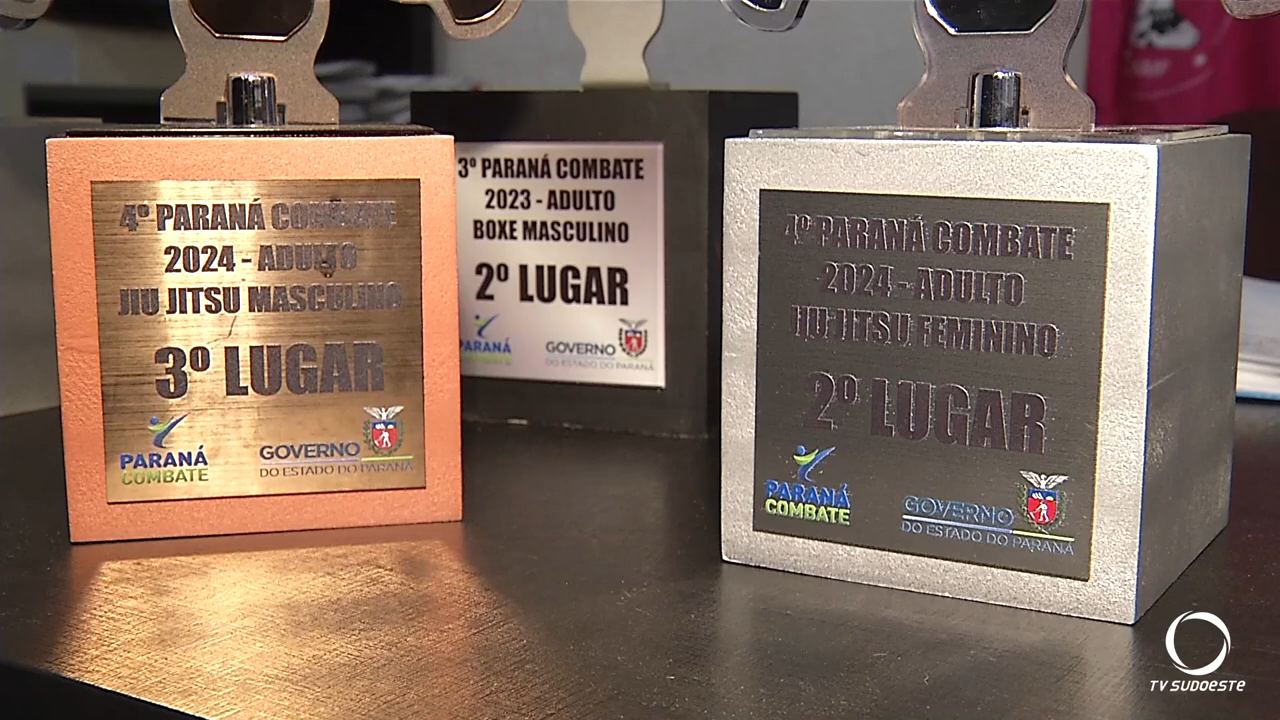 4º PARANÁ COMBATE
2024 - ADULTO
JIU JITSU MASCULINO
3º LUGAR
PARANÁ
COMBATE
GOVERNO
DO ESTADO DO PARANÁ
3º PARANÁ COMBATE
2023 - ADULTO
BOXE MASCULINO
2º LUGAR
PARANÁ
GOVERNO
DO ESTADO DO PARANÁ
4º PARANÁ COMBATE
2024 - ADULTO
JIU JITSU FEMININO
2º LUGAR
PARANÁ
COMBATE
GOVERNO
DO ESTADO DO PARANÁ
TV SUDOESTE